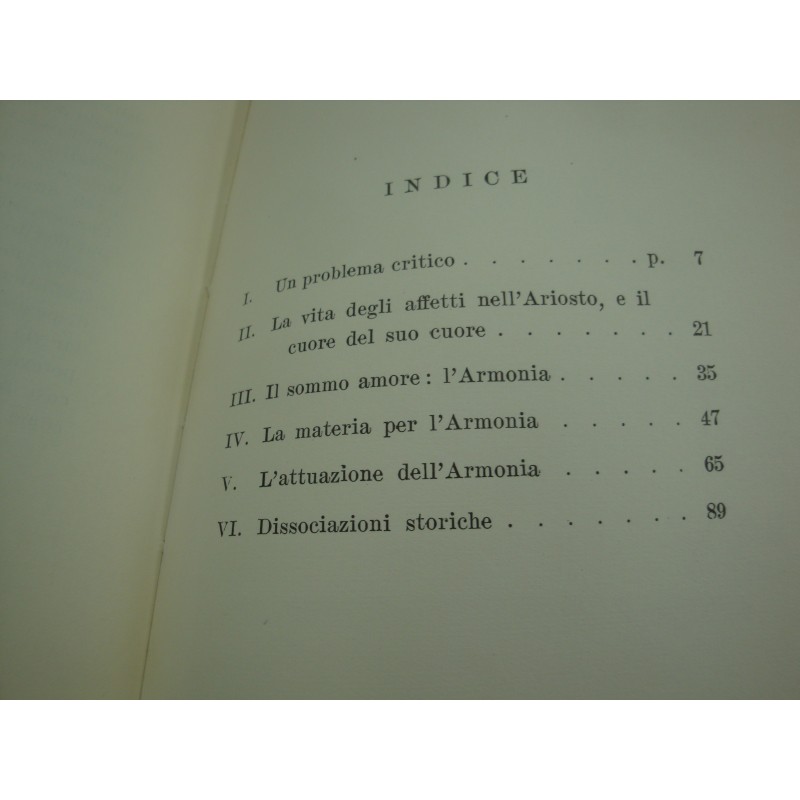 INDICE
I. Un problema critico . . . . . . . p. 7
II. La vita degli affetti nell'Ariosto, e il
cuore del suo cuore . . . . . . . 21
III. Il sommo amore: l'Armonia . . . . . 35
IV. La materia per l'Armonia . . . . . 47
V. L'attuazione dell'Armonia . . . . . 65
VI. Dissociazioni storiche . . . . . . . 89